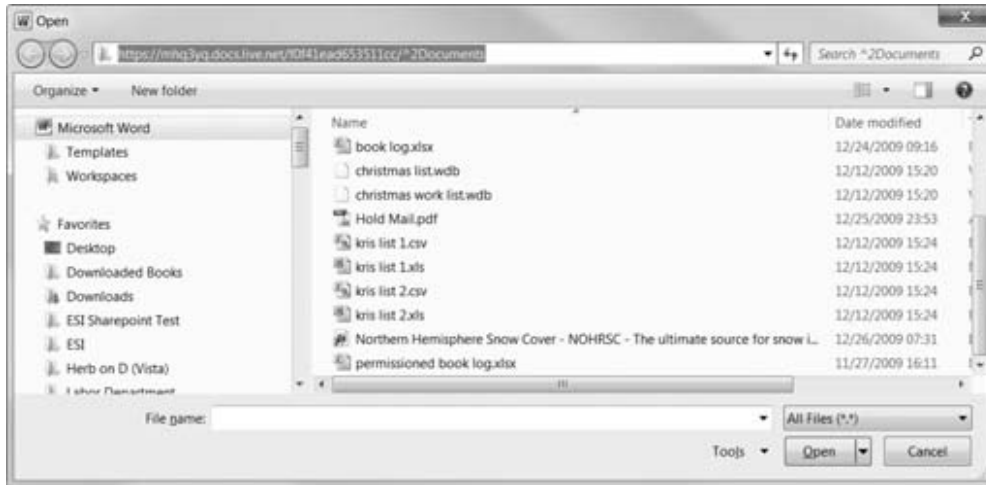 Open
https://mhq3yq.docs.live.net/f0f41ead653511cc/^2Documents
Search ^2Documents
Organize
New folder
Microsoft Word
Templates
Workspaces
Favorites
Desktop
Downloaded Books
Downloads
ESI Sharepoint Test
ESI
Herb on D (Vista)
Labor Department
Name Date modified
book log.xlsx 12/24/2009 09:16
christmas list.wdb 12/12/2009 15:20
christmas work list.wdb 12/12/2009 15:20
Hold Mail.pdf 12/25/2009 23:53
kris list 1.csv 12/12/2009 15:24
kris list 1.xls 12/12/2009 15:24
kris list 2.csv 12/12/2009 15:24
kris list 2.xls 12/12/2009 15:24
Northern Hemisphere Snow Cover - NOHRSC - The ultimate source for snow i... 12/26/2009 07:31
permissioned book log.xlsx 11/27/2009 16:11
File name:
All Files (*.*)
Tools
Open
Cancel